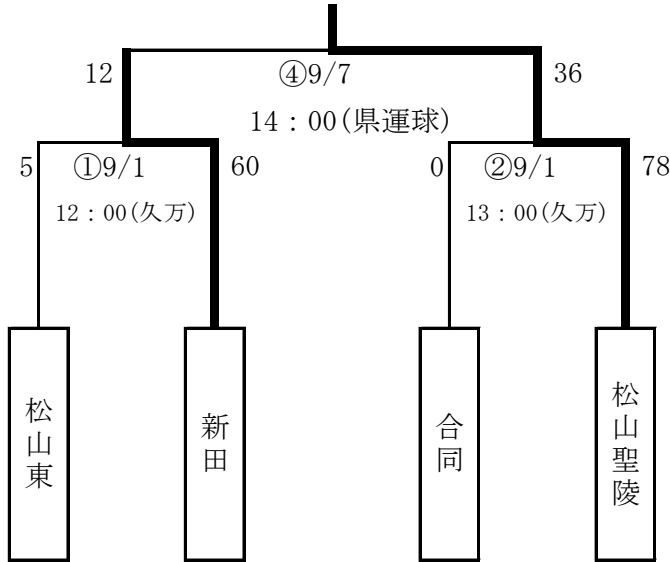 12
④9/7
36
14：00(県運球)
5
①9/1
60
0
②9/1
78
12：00(久万)
13：00(久万)
松山東
新田
合同
松山聖陵